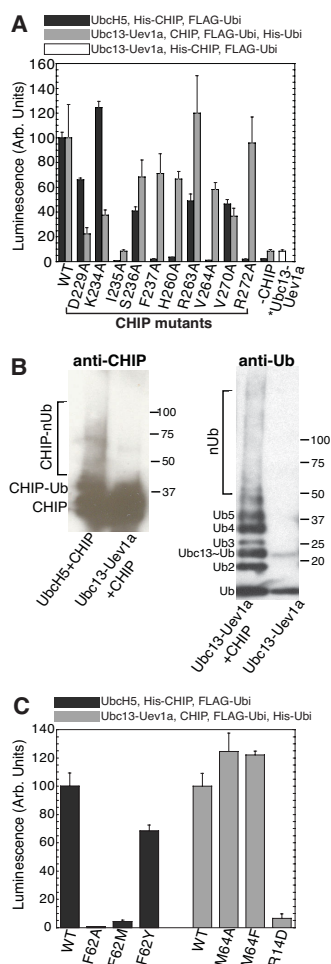 A
UbcH5, His-CHIP, FLAG-Ubi
Ubc13-Uev1a, CHIP, FLAG-Ubi, His-Ubi
Ubc13-Uev1a, His-CHIP, FLAG-Ubi
Luminescence (Arb. Units)
160
140
120
100
80
60
40
20
0
WT
D229A
K234A
I235A
S236A
F237A
H260A
R263A
V264A
V270A
R272A
-CHIP
*Ubc13-
Uev1a
CHIP mutants
B
anti-CHIP
CHIP-nUb
CHIP-Ub
CHIP
100
75
50
37
UbcH5+CHIP
Ubc13-Uev1a
+CHIP
anti-Ub
nUb
Ub5
Ub4
Ub3
Ubc13~Ub
Ub2
Ub
100
75
50
37
25
20
Ubc13-Uev1a
+CHIP
Ubc13-Uev1a
C
UbcH5, His-CHIP, FLAG-Ubi
Ubc13-Uev1a, CHIP, FLAG-Ubi, His-Ubi
Luminescence (Arb. Units)
140
120
100
80
60
40
20
0
WT
F62A
F62M
F62Y
WT
M64A
M64F
R14D